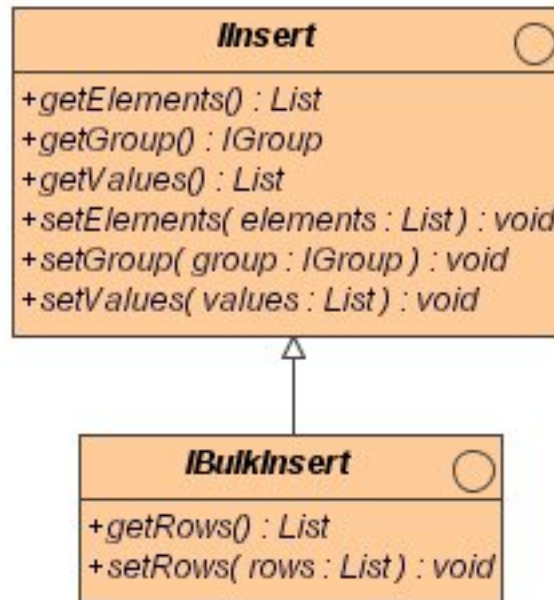 IInsert
+getElements() : List
+getGroup() : IGroup
+getValues() : List
+setElements( elements : List ) : void
+setGroup( group : IGroup ) : void
+setValues( values : List ) : void
IBulkInsert
+getRows() : List
+setRows( rows : List ) : void